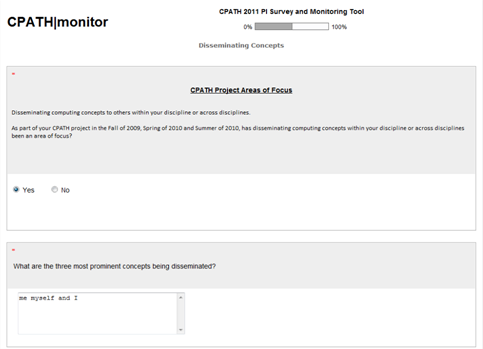 CPATH|monitor
CPATH 2011 PI Survey and Monitoring Tool
0% 100%
Disseminating Concepts
*
CPATH Project Areas of Focus
Disseminating computing concepts to others within your discipline or across disciplines.
As part of your CPATH project in the Fall of 2009, Spring of 2010 and Summer of 2010, has disseminating computing concepts within your discipline or across disciplines
been an area of focus?
Yes No
*
What are the three most prominent concepts being disseminated?
me myself and I